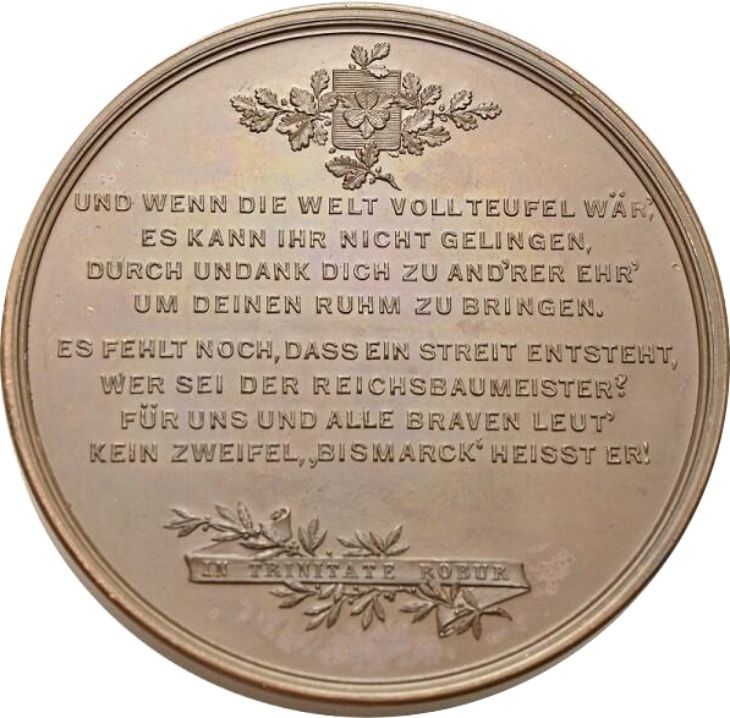 UND WENN DIE WELT VOLL TEUFEL WÄR',
ES KANN IHR NICHT GELINGEN,
DURCH UNDANK DICH ZU AND'RER EHR'
UM DEINEN RUHM ZU BRINGEN.
ES FEHLT NOCH, DASS EIN STREIT ENTSTEHT,
WER SEI DER REICHSBAUMEISTER?
FÜR UNS UND ALLE BRAVEN LEUT'
KEIN ZWEIFEL, „BISMARCK“ HEISST ER!
IN TRINITATE ROBUR